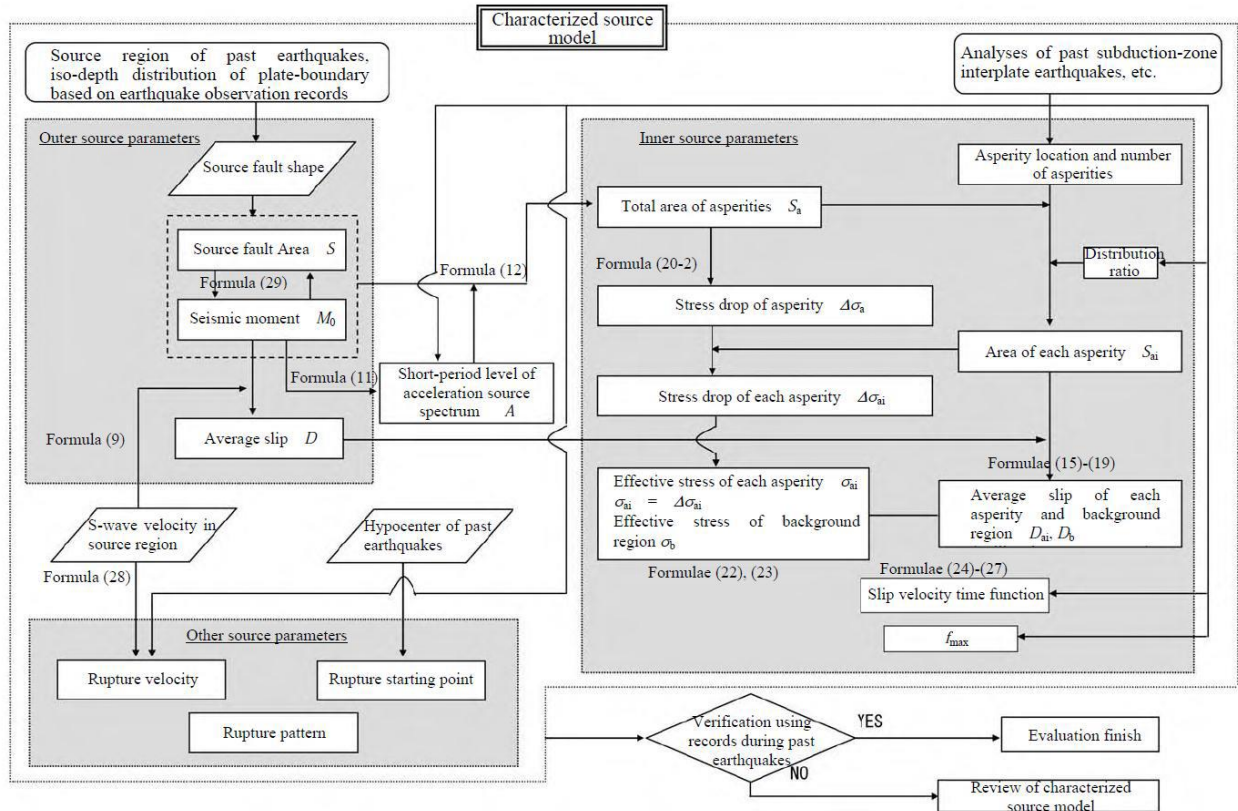 Characterized source
model
Source region of past earthquakes,
iso-depth distribution of plate-boundary
based on earthquake observation records
Analyses of past subduction-zone
interplate earthquakes, etc.
Outer source parameters
Source fault shape
Source fault Area S
Formula (29)
Seismic moment M0
Formula (12)
Formula (11)
Short-period level of
acceleration source
spectrum A
Formula (9)
Average slip D
Inner source parameters
Asperity location and number
of asperities
Total area of asperities Sa
Formula (20-2)
Distribution
ratio
Stress drop of asperity Δσa
Area of each asperity Sai
Stress drop of each asperity Δσai
Formulae (15)-(19)
Effective stress of each asperity σai
σai = Δσai
Effective stress of background
region σb
Average slip of each
asperity and background
region Dai, Db
Formulae (22), (23)
Formulae (24)-(27)
Slip velocity time function
fmax
S-wave velocity in
source region
Hypocenter of past
earthquakes
Formula (28)
Other source parameters
Rupture velocity
Rupture starting point
Rupture pattern
Verification using
records during past
earthquakes
YES
Evaluation finish
NO
Review of characterized
source model